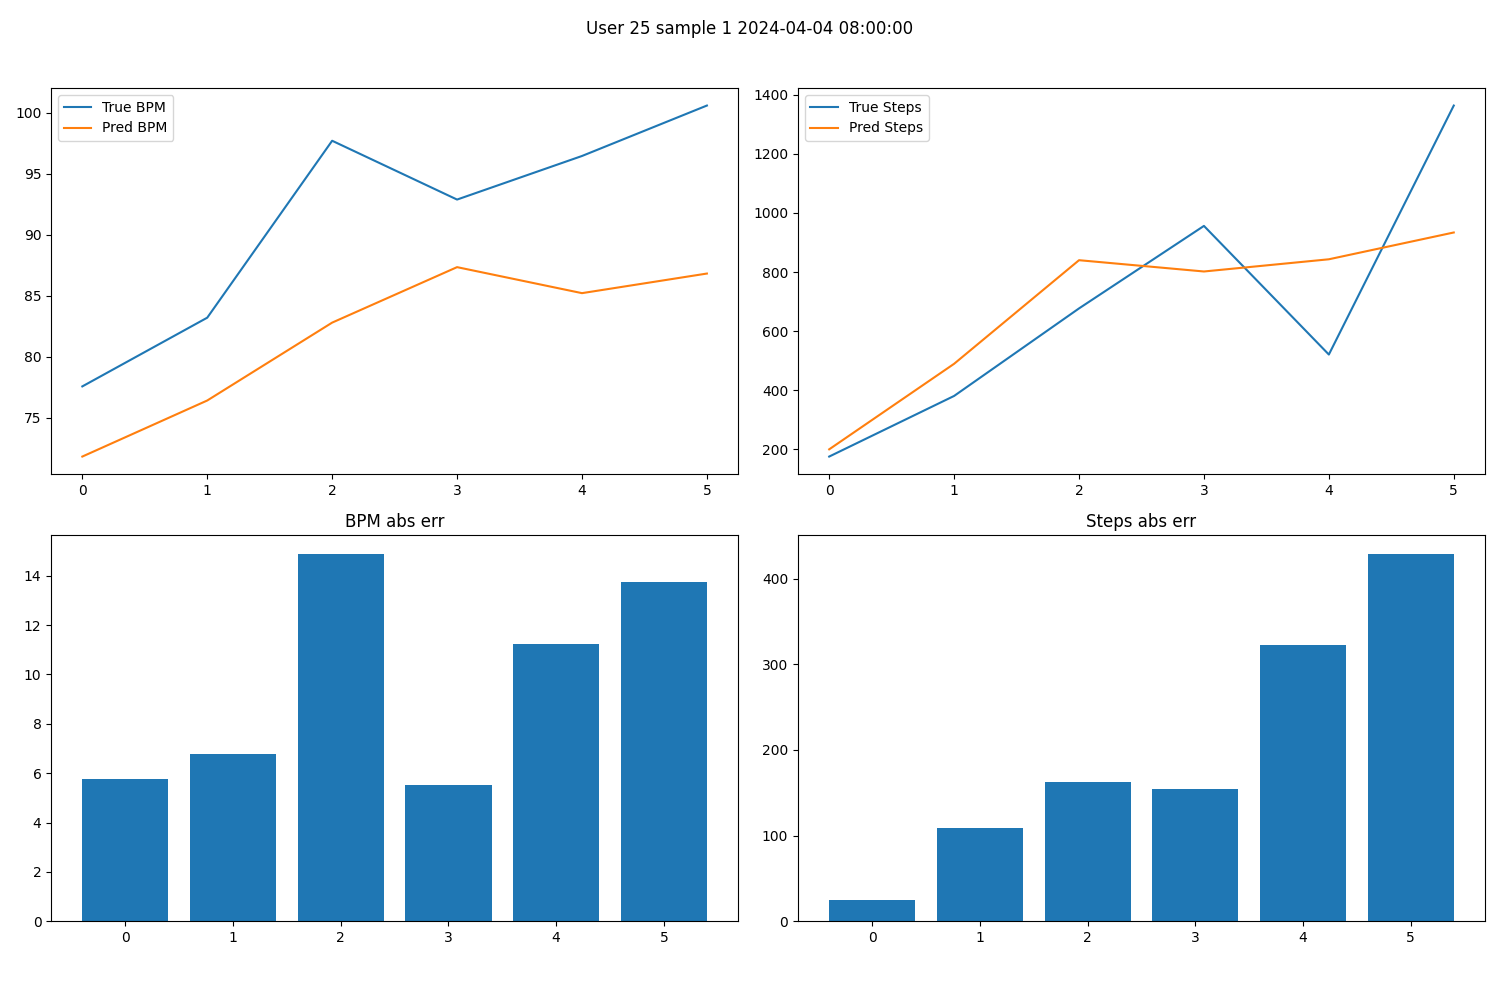 User 25 sample 1 2024-04-04 08:00:00
True BPM
Pred BPM
100
95
90
85
80
75
0 1 2 3 4 5
True Steps
Pred Steps
1400
1200
1000
800
600
400
200
0 1 2 3 4 5
BPM abs err
14
12
10
8
6
4
2
0
0 1 2 3 4 5
Steps abs err
400
300
200
100
0
0 1 2 3 4 5